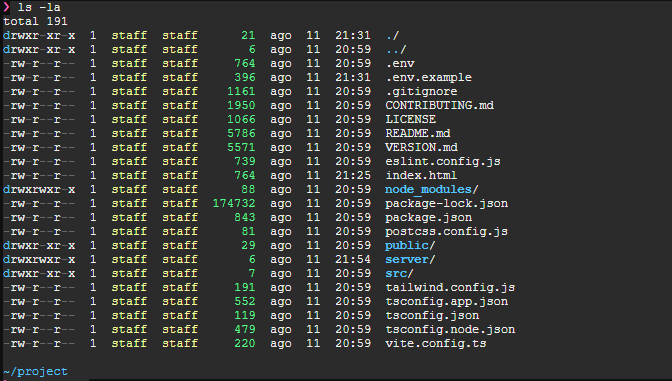 ❯ ls -la
total 191
drwxr-xr-x 1 staff staff 21 ago 11 21:31 ./
drwxr-xr-x 1 staff staff 6 ago 11 20:59 ../
-rw-r--r-- 1 staff staff 764 ago 11 20:59 .env
-rw-r--r-- 1 staff staff 396 ago 11 21:31 .env.example
-rw-r--r-- 1 staff staff 1161 ago 11 20:59 .gitignore
-rw-r--r-- 1 staff staff 1950 ago 11 20:59 CONTRIBUTING.md
-rw-r--r-- 1 staff staff 1066 ago 11 20:59 LICENSE
-rw-r--r-- 1 staff staff 5786 ago 11 20:59 README.md
-rw-r--r-- 1 staff staff 5571 ago 11 20:59 VERSION.md
-rw-r--r-- 1 staff staff 739 ago 11 20:59 eslint.config.js
-rw-r--r-- 1 staff staff 764 ago 11 21:25 index.html
drwxrwxr-x 1 staff staff 88 ago 11 20:59 node_modules/
-rw-r--r-- 1 staff staff 174732 ago 11 20:59 package-lock.json
-rw-r--r-- 1 staff staff 843 ago 11 20:59 package.json
-rw-r--r-- 1 staff staff 81 ago 11 20:59 postcss.config.js
drwxr-xr-x 1 staff staff 29 ago 11 20:59 public/
drwxrwxr-x 1 staff staff 6 ago 11 21:54 server/
drwxr-xr-x 1 staff staff 7 ago 11 20:59 src/
-rw-r--r-- 1 staff staff 191 ago 11 20:59 tailwind.config.js
-rw-r--r-- 1 staff staff 552 ago 11 20:59 tsconfig.app.json
-rw-r--r-- 1 staff staff 119 ago 11 20:59 tsconfig.json
-rw-r--r-- 1 staff staff 479 ago 11 20:59 tsconfig.node.json
-rw-r--r-- 1 staff staff 220 ago 11 20:59 vite.config.ts
~/project